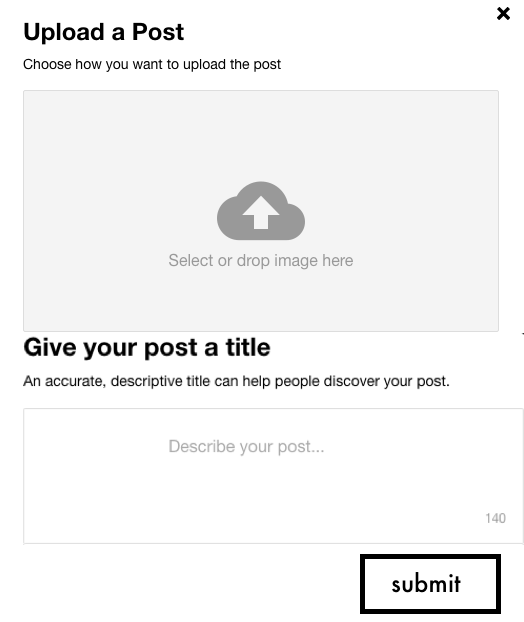 Upload a Post
Choose how you want to upload the post
Select or drop image here
Give your post a title
An accurate, descriptive title can help people discover your post.
Describe your post...
140
submit